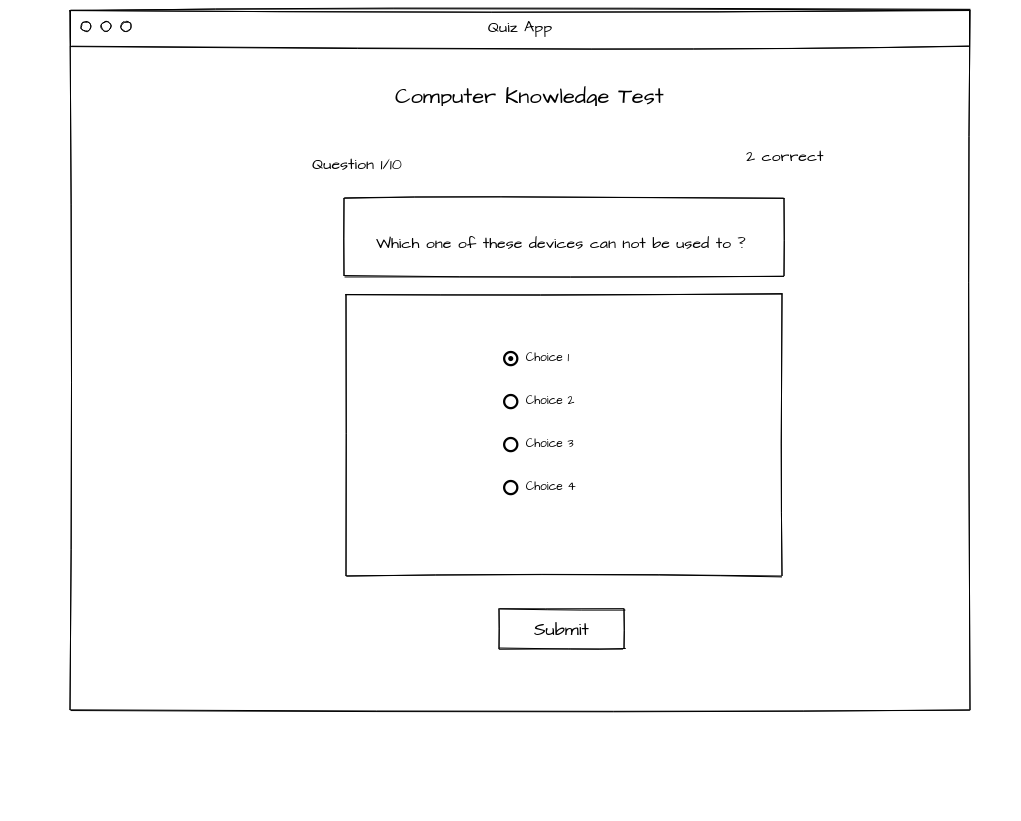 Quiz App
Computer Knowledge Test
Question 1/10
2 correct
Which one of these devices can not be used to ?
Choice 1
Choice 2
Choice 3
Choice 4
Submit